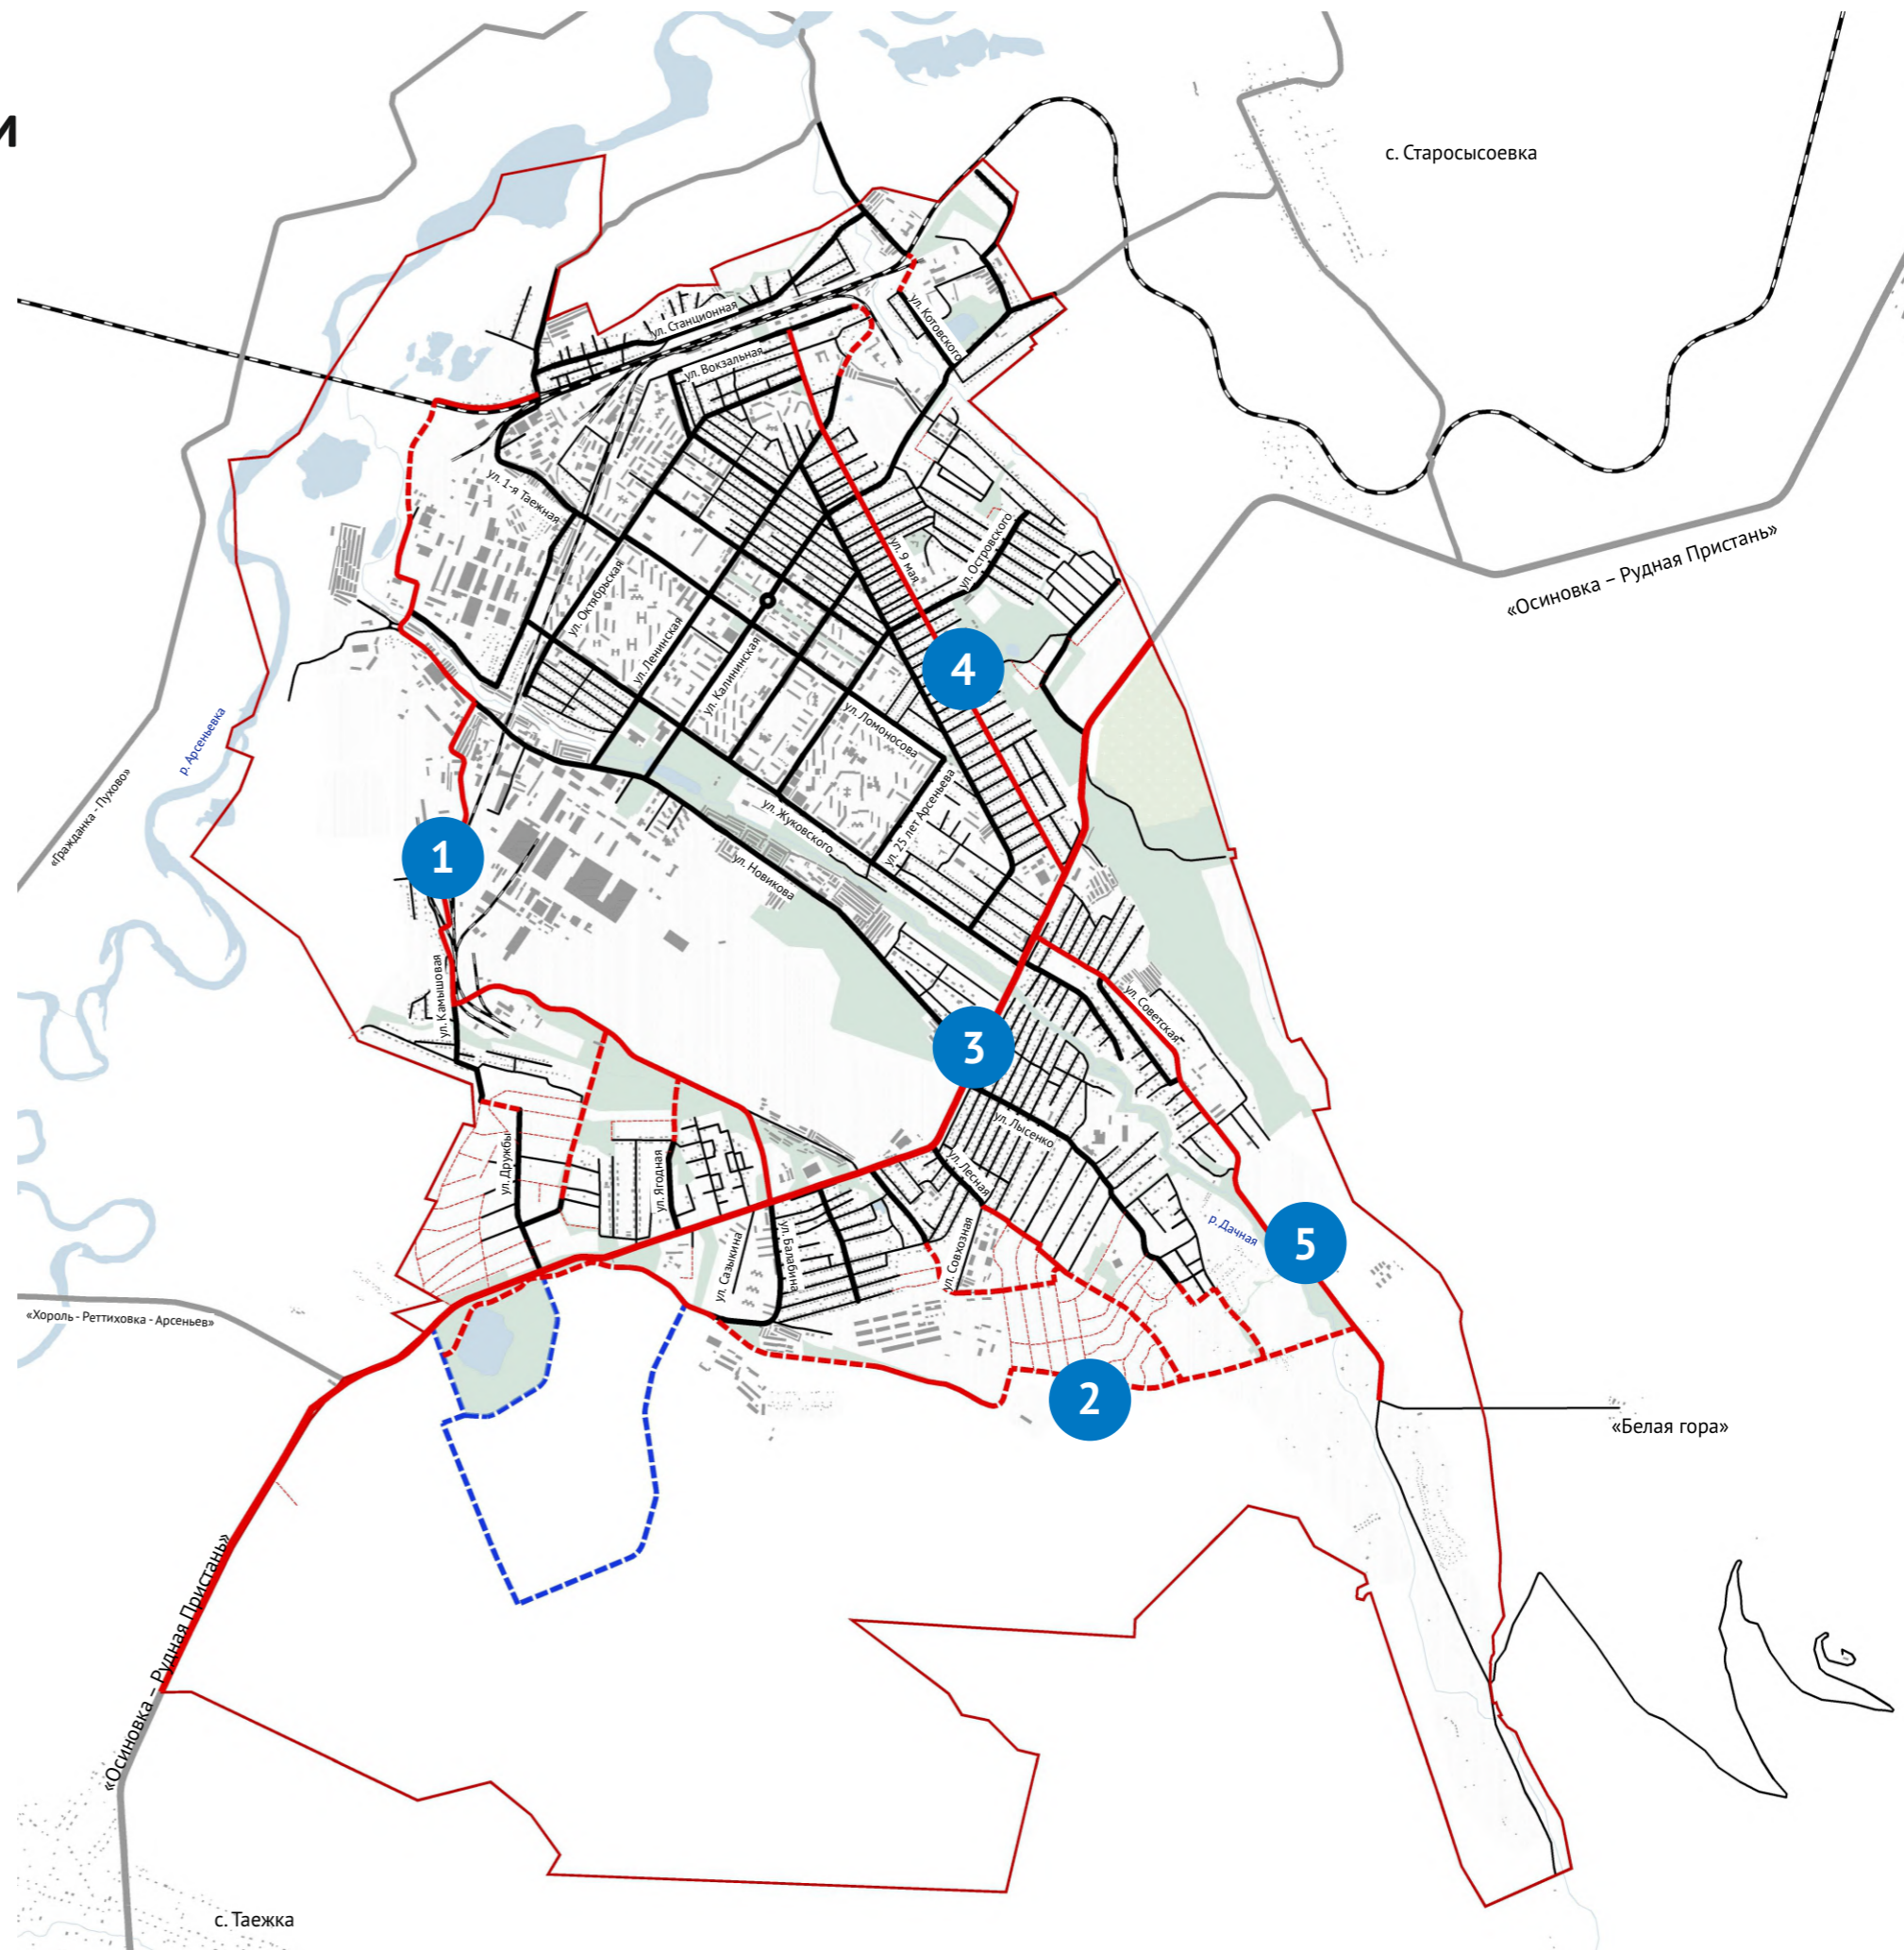 и
с. Старосысоевка
ул. Станционная
ул. Котовского
ул. Вокзальная
ул. 1-я Таежная
ул. Островского
ул. 9 мая
«Осиновка – Рудная Пристань»
ул. Октябрьская
ул. Ленинская
ул. Калининская
4
ул. Ломоносова
р. Арсеньевка
«Гражданка - Пухово»
ул. 25 лет Арсеньева
ул. Жуковского
1
ул. Новикова
ул. Камышовая
ул. Советская
3
ул. Лысенко
ул. Дружбы
ул. Ягодная
ул. Лесная
р. Дачная
5
ул. Совхозная
ул. Сазыкина
ул. Балабина
«Хороль - Реттиховка - Арсеньев»
2
«Белая гора»
«Осиновка – Рудная Пристань»
с. Таежка